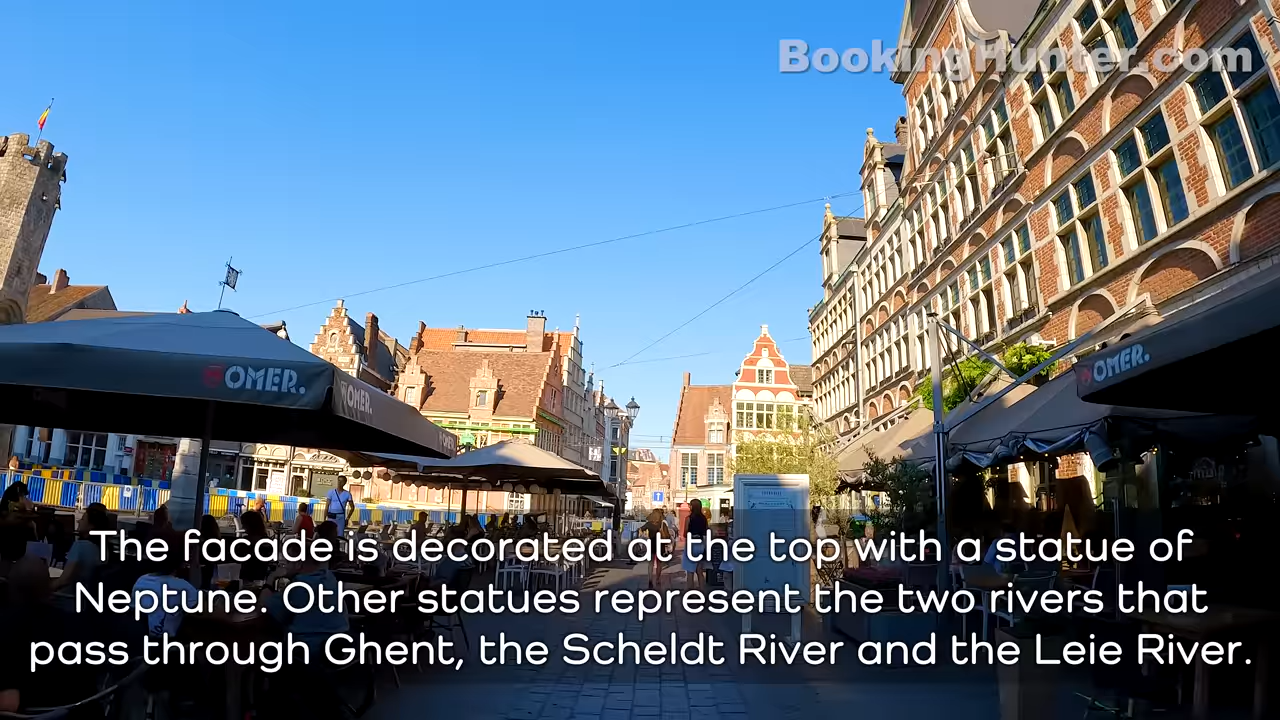 BookingHunter.com
OMER.
OMER.
OMER.
The facade is decorated at the top with a statue of
Neptune. Other statues represent the two rivers that
pass through Ghent, the Scheldt River and the Leie River.